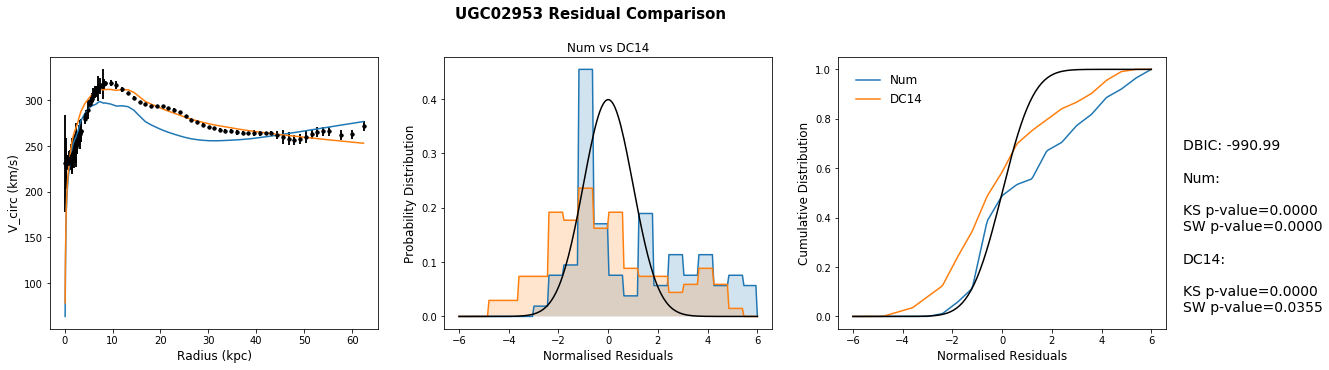 UGC02953 Residual Comparison
V_circ (km/s)
300
250
200
150
100
0
10
20
30
40
50
60
Radius (kpc)
Num vs DC14
Probability Distribution
0.4
0.3
0.2
0.1
0.0
−6
−4
−2
0
2
4
6
Normalised Residuals
Cumulative Distribution
1.0
0.8
0.6
0.4
0.2
0.0
Num
DC14
−6
−4
−2
0
2
4
6
Normalised Residuals
DBIC: -990.99
Num:
KS p-value=0.0000
SW p-value=0.0000
DC14:
KS p-value=0.0000
SW p-value=0.0355